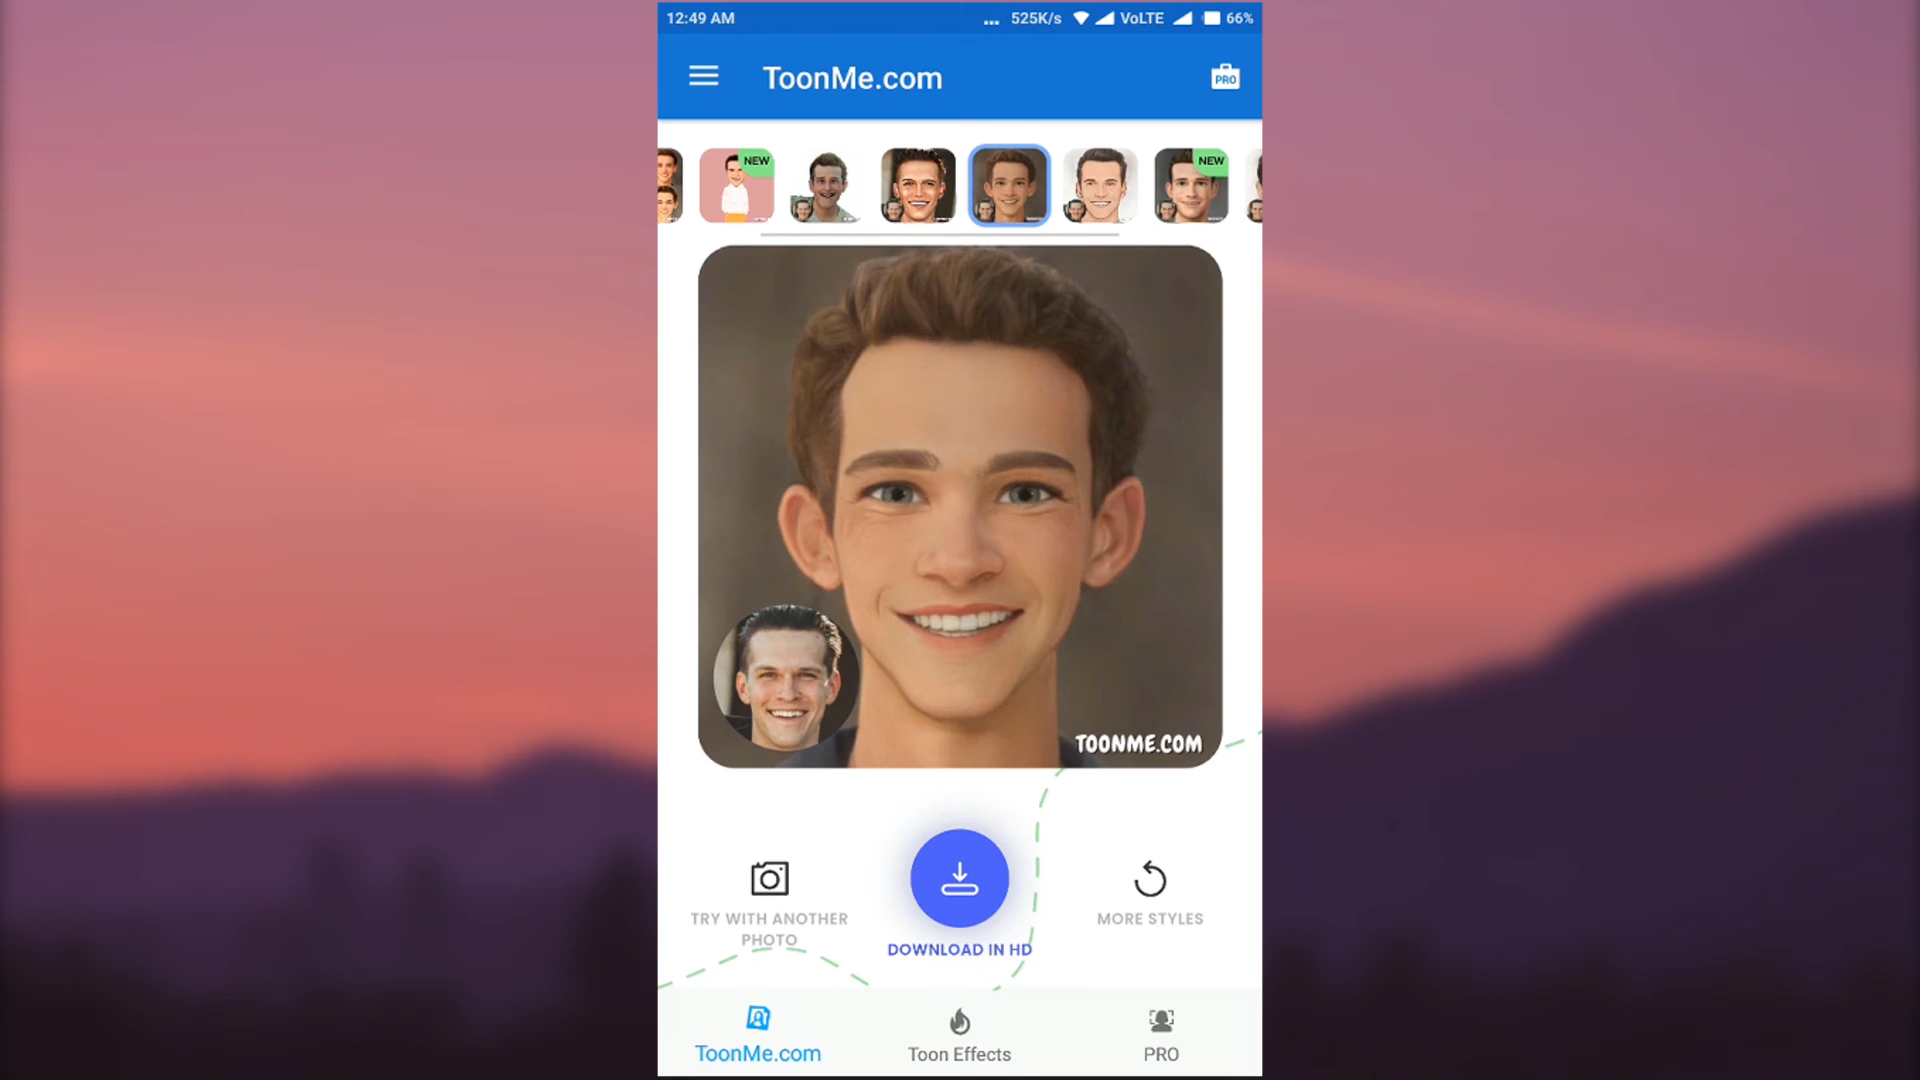 12:49 AM ... 525K/s VoLTE 66%
ToonMe.com PRO
NEW NEW
TOONME.COM
TRY WITH ANOTHER
PHOTO
DOWNLOAD IN HD
MORE STYLES
ToonMe.com Toon Effects PRO